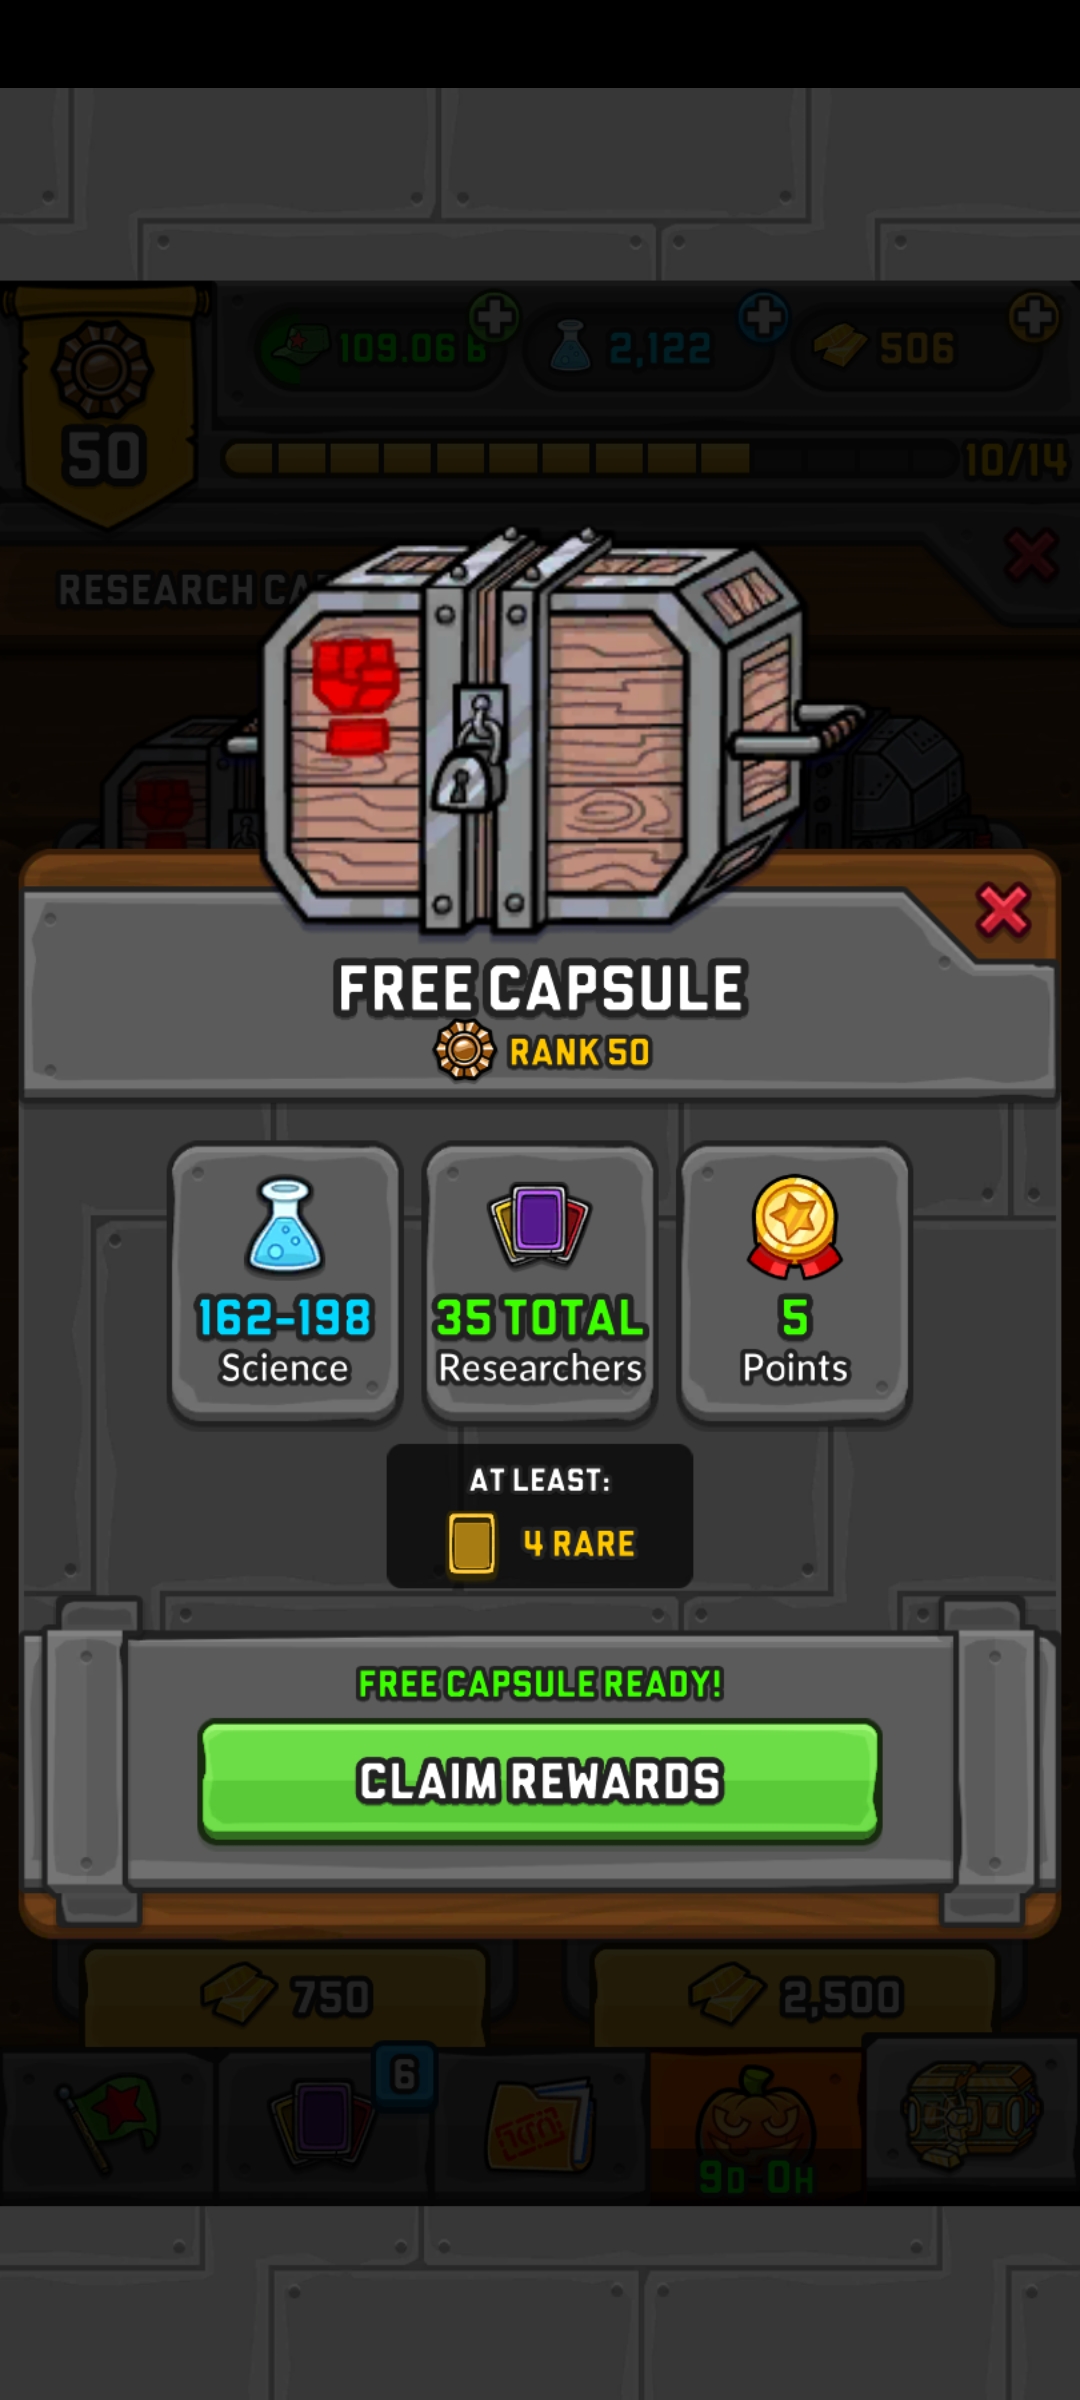 109.06 B
2,122
506
50
10/14
RESEARCH CA
FREE CAPSULE
RANK 50
162-198
Science
35 TOTAL
Researchers
5
Points
AT LEAST:
4 RARE
FREE CAPSULE READY!
CLAIM REWARDS
750
2,500
6
9D 0H